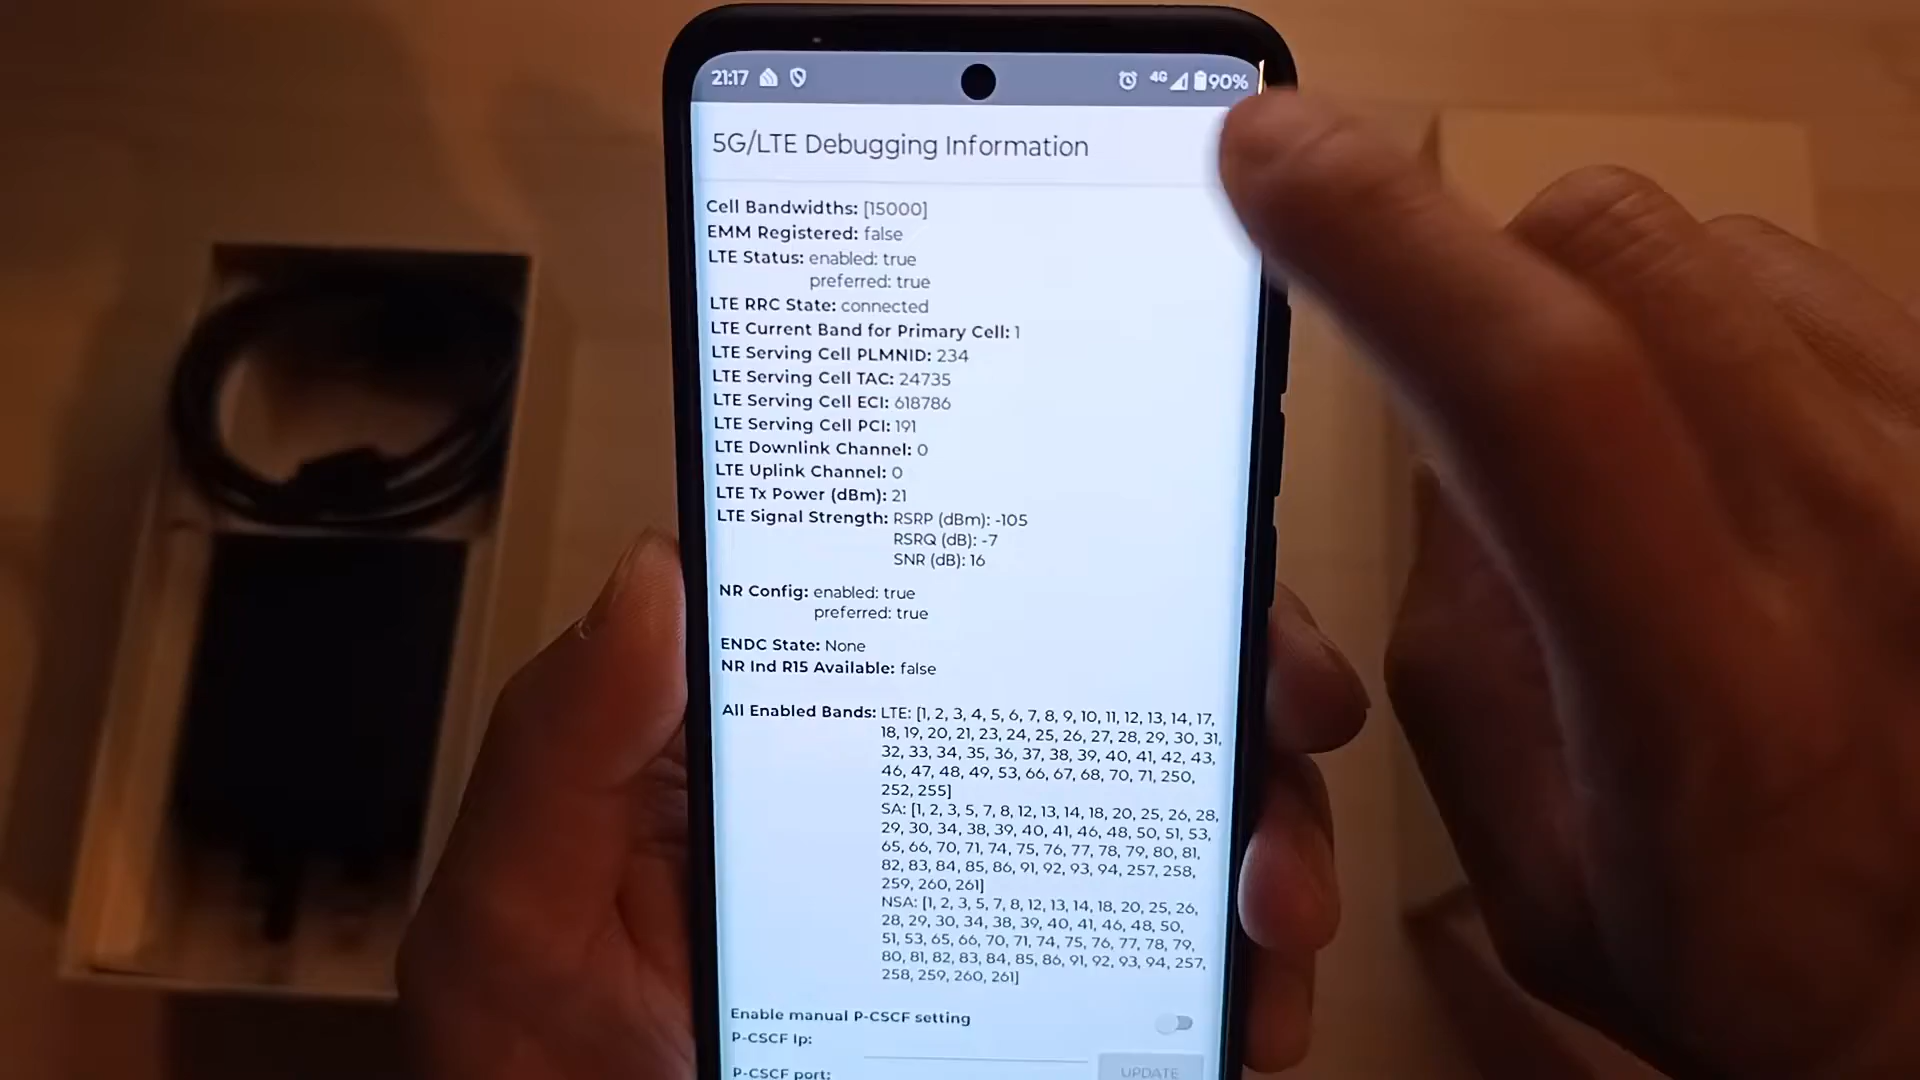 21:17 4G 90%
5G/LTE Debugging Information
Cell Bandwidths: [15000]
EMM Registered: false
LTE Status: enabled: true
preferred: true
LTE RRC State: connected
LTE Current Band for Primary Cell: 1
LTE Serving Cell PLMNID: 234
LTE Serving Cell TAC: 24735
LTE Serving Cell ECI: 618786
LTE Serving Cell PCI: 191
LTE Downlink Channel: 0
LTE Uplink Channel: 0
LTE Tx Power (dBm): 21
LTE Signal Strength: RSRP (dBm): -105
RSRQ (dB): -7
SNR (dB): 16
NR Config: enabled: true
preferred: true
ENDC State: None
NR Ind R15 Available: false
All Enabled Bands: LTE: [1, 2, 3, 4, 5, 6, 7, 8, 9, 10, 11, 12, 13, 14, 17,
18, 19, 20, 21, 23, 24, 25, 26, 27, 28, 29, 30, 31,
32, 33, 34, 35, 36, 37, 38, 39, 40, 41, 42, 43,
46, 47, 48, 49, 53, 66, 67, 68, 70, 71, 250,
252, 255]
SA: [1, 2, 3, 5, 7, 8, 12, 13, 14, 18, 20, 25, 26, 28,
29, 30, 34, 38, 39, 40, 41, 46, 48, 50, 51, 53,
65, 66, 70, 71, 74, 75, 76, 77, 78, 79, 80, 81,
82, 83, 84, 85, 86, 91, 92, 93, 94, 257, 258,
259, 260, 261]
NSA: [1, 2, 3, 5, 7, 8, 12, 13, 14, 18, 20, 25, 26,
28, 29, 30, 34, 38, 39, 40, 41, 46, 48, 50,
51, 53, 65, 66, 70, 71, 74, 75, 76, 77, 78, 79,
80, 81, 82, 83, 84, 85, 86, 91, 92, 93, 94, 257,
258, 259, 260, 261]
Enable manual P-CSCF setting
P-CSCF Ip:
P-CSCF port:
UPDATE